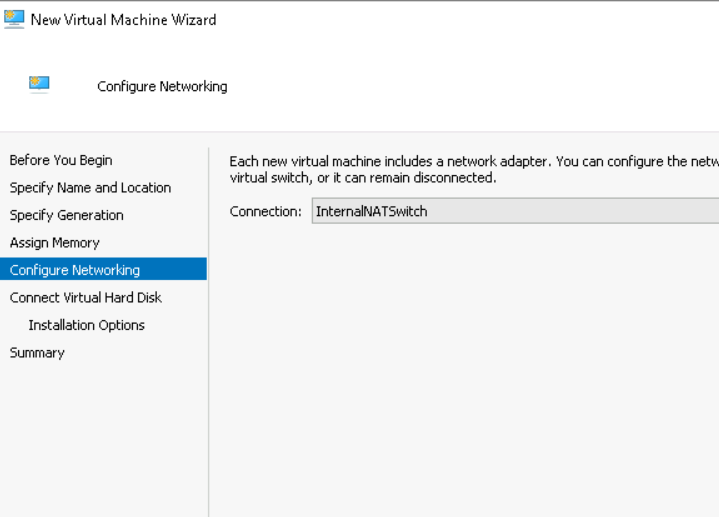 New Virtual Machine Wizard
Configure Networking
Before You Begin
Specify Name and Location
Specify Generation
Assign Memory
Configure Networking
Connect Virtual Hard Disk
Installation Options
Summary
Each new virtual machine includes a network adapter. You can configure the netw
virtual switch, or it can remain disconnected.
Connection: InternalNATSwitch